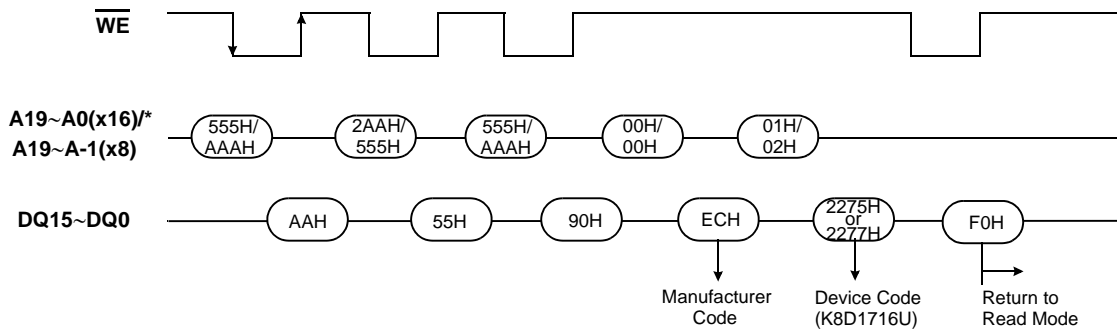 WE
A19~A0(x16)/*
A19~A-1(x8)
555H/
AAAH
2AAH/
555H
555H/
AAAH
00H/
00H
01H/
02H
DQ15~DQ0
AAH
55H
90H
ECH
2275H
or
2277H
F0H
Manufacturer
Code
Device Code
(K8D1716U)
Return to
Read Mode